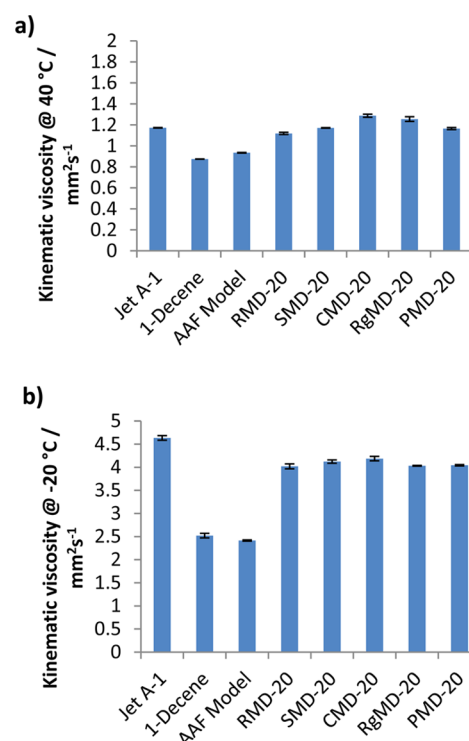 a)
Kinematic viscosity @ 40 °C /
mm²s⁻¹
2
1.8
1.6
1.4
1.2
1
0.8
0.6
0.4
0.2
0
Jet A-1
1-Decene
AAF Model
RMD-20
SMD-20
CMD-20
RgMD-20
PMD-20
b)
Kinematic viscosity @ -20 °C /
mm²s⁻¹
5
4.5
4
3.5
3
2.5
2
1.5
1
0.5
0
Jet A-1
1-Decene
AAF Model
RMD-20
SMD-20
CMD-20
RgMD-20
PMD-20